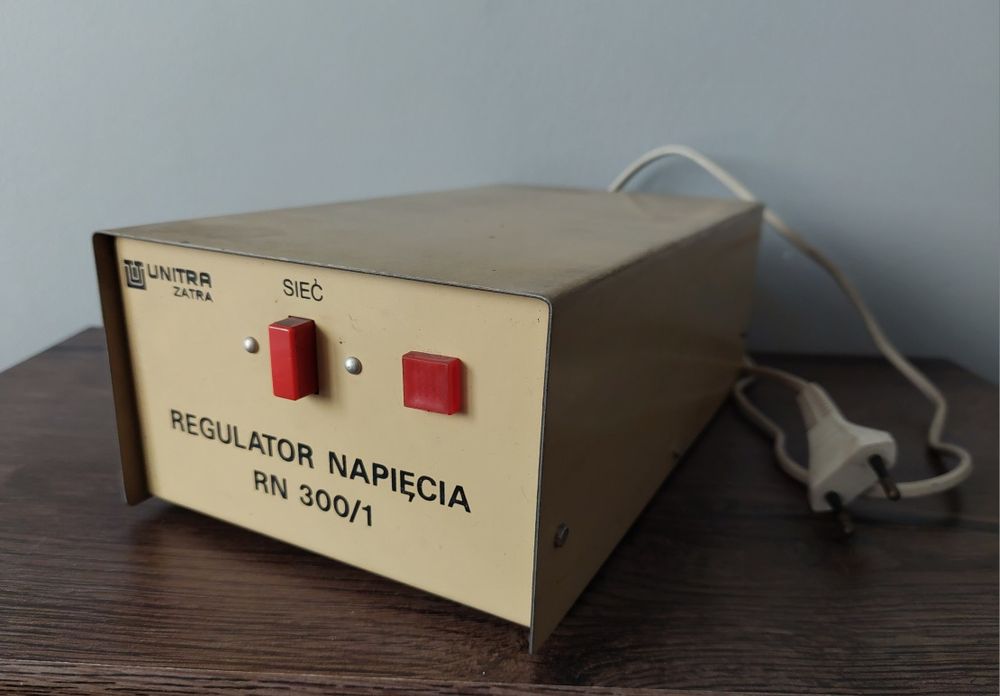 UNITRA
ZATRA
SIEĆ
REGULATOR NAPIĘCIA
RN 300/1